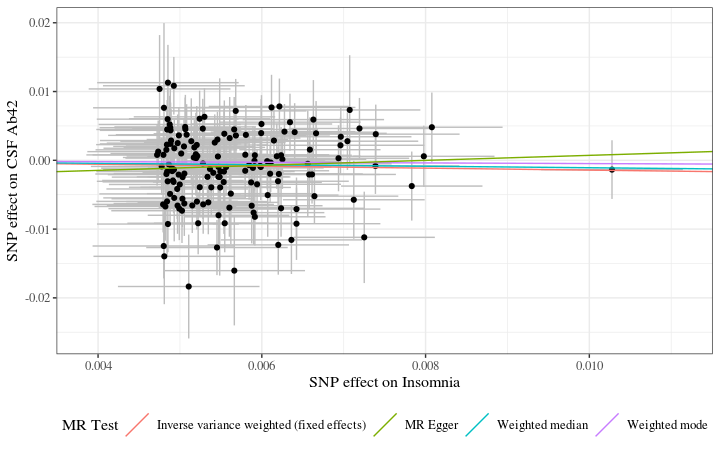 0.02
0.01
0.00
-0.01
-0.02
SNP effect on CSF Ab42
0.004 0.006 0.008 0.010
SNP effect on Insomnia
MR Test Inverse variance weighted (fixed effects) MR Egger Weighted median Weighted mode